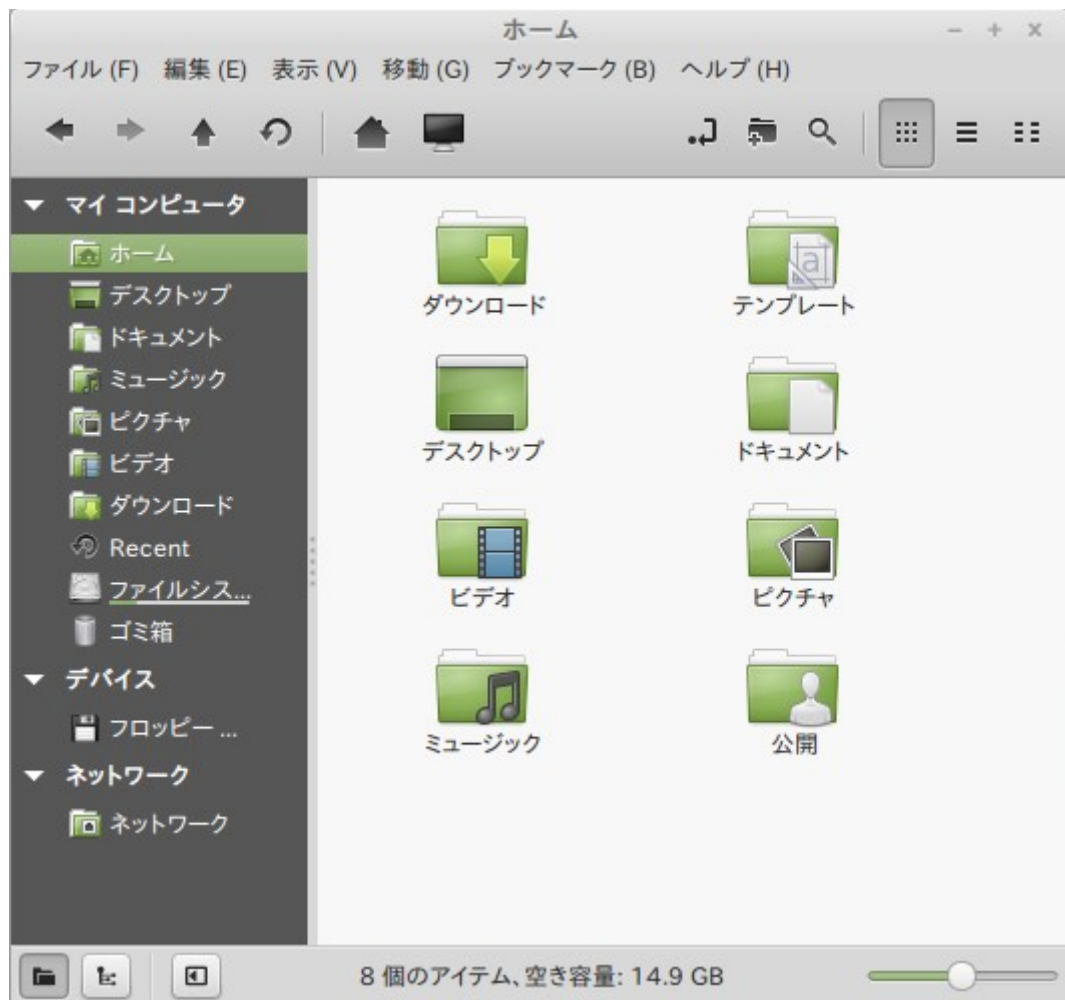 ホーム
ファイル (F) 編集 (E) 表示 (V) 移動 (G) ブックマーク (B) ヘルプ (H)
マイ コンピュータ
ホーム
デスクトップ
ドキュメント
ミュージック
ピクチャ
ビデオ
ダウンロード
Recent
ファイルシス...
ゴミ箱
デバイス
フロッピー ...
ネットワーク
ネットワーク
ダウンロード
テンプレート
a
デスクトップ
ドキュメント
ビデオ
ピクチャ
ミュージック
公開
8 個のアイテム、空き容量: 14.9 GB